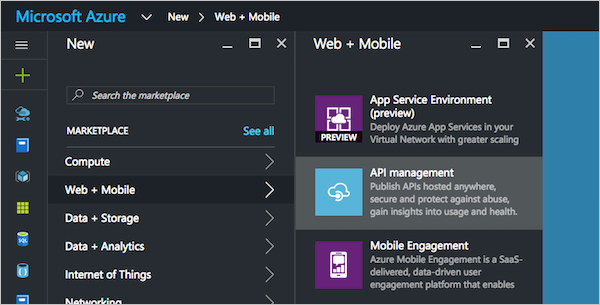 Microsoft Azure New > Web + Mobile
New
Search the marketplace
MARKETPLACE See all
Compute
Web + Mobile
Data + Storage
Data + Analytics
Internet of Things
Networking
Web + Mobile
PREVIEW
App Service Environment
(preview)
Deploy Azure App Services in your
Virtual Network with greater scaling
API management
Publish APIs hosted anywhere,
secure and protect against abuse,
gain insights into usage and health.
Mobile Engagement
Azure Mobile Engagement is a SaaS-
delivered, data-driven user
engagement platform that enables
SQL